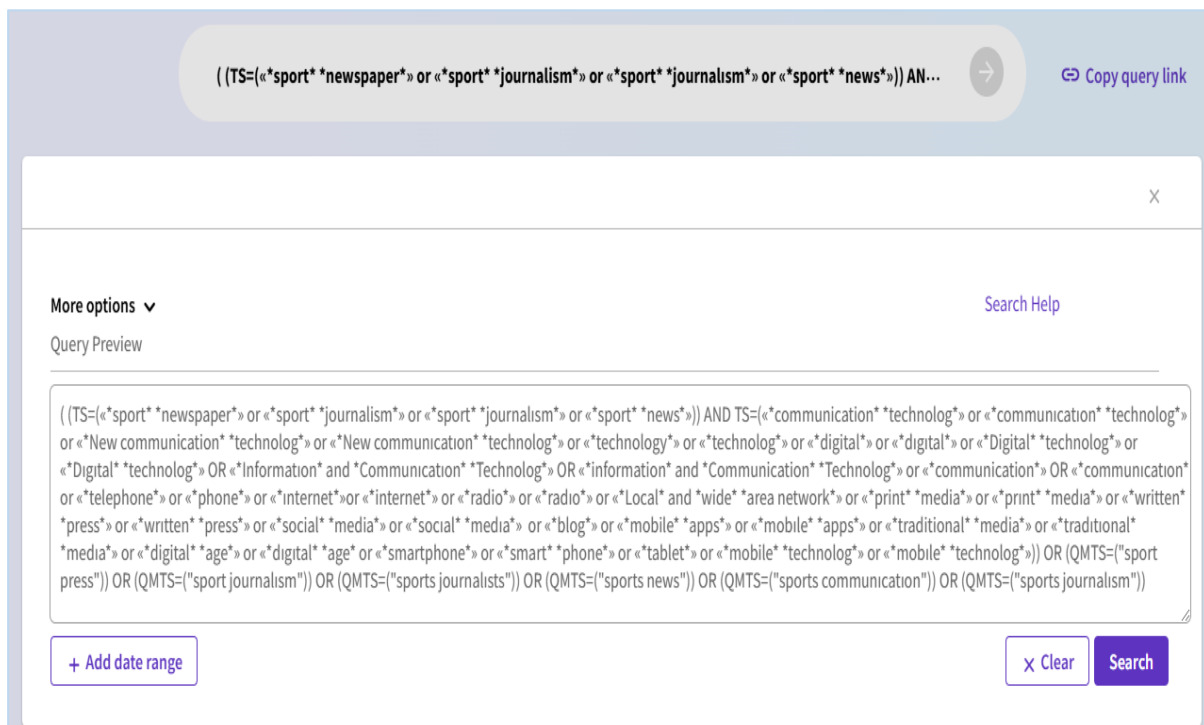 ( (TS=(«*sport* *newspaper*» or «*sport* *journalism*» or «*sport* *journalısm*» or «*sport* *news*»)) AN...
Copy query link
x
More options
Search Help
Query Preview
( (TS=(«*sport* *newspaper*» or «*sport* *journalism*» or «*sport* *journalısm*» or «*sport* *news*»)) AND TS=(«*communication* *technolog*» or «*communıcatıon* *technolog*»
or «*New communication* *technolog*» or «*New communıcatıon* *technolog*» or «*technology*» or «*technolog*» or «*digital*» or «*dıgıtal*» or «*Digital* *technolog*» or
«*Dıgıtal* *technolog*» OR «*Information* and *Communıcatıon* *Technolog*» OR «*information* and *Communication* *Technolog*» or «*communication*» OR «*communıcatıon*
or «*telephone*» or «*phone*» or «*ınternet*»or «*internet*» or «*radio*» or «*radıo*» or «*Local* and *wide* *area network*» or «*print* *media*» or «*prınt* *medıa*» or «*written*
*press*» or «*wrıtten* *press*» or «*social* *media*» or «*socıal* *medıa*» or «*blog*» or «*mobile* *apps*» or «*mobıle* *apps*» or «*traditional* *media*» or «*tradıtıonal*
*medıa*» or «*digital* *age*» or «*dıgıtal* *age* or «*smartphone*» or «*smart* *phone*» or «*tablet*» or «*mobile* *technolog*» or «*mobıle* *technolog*»)) OR (QMTS=("sport
press")) OR (QMTS=("sport journalism")) OR (QMTS=("sports journalists")) OR (QMTS=("sports news")) OR (QMTS=("sports communıcatıon")) OR (QMTS=("sports journalism"))
+ Add date range
x Clear
Search